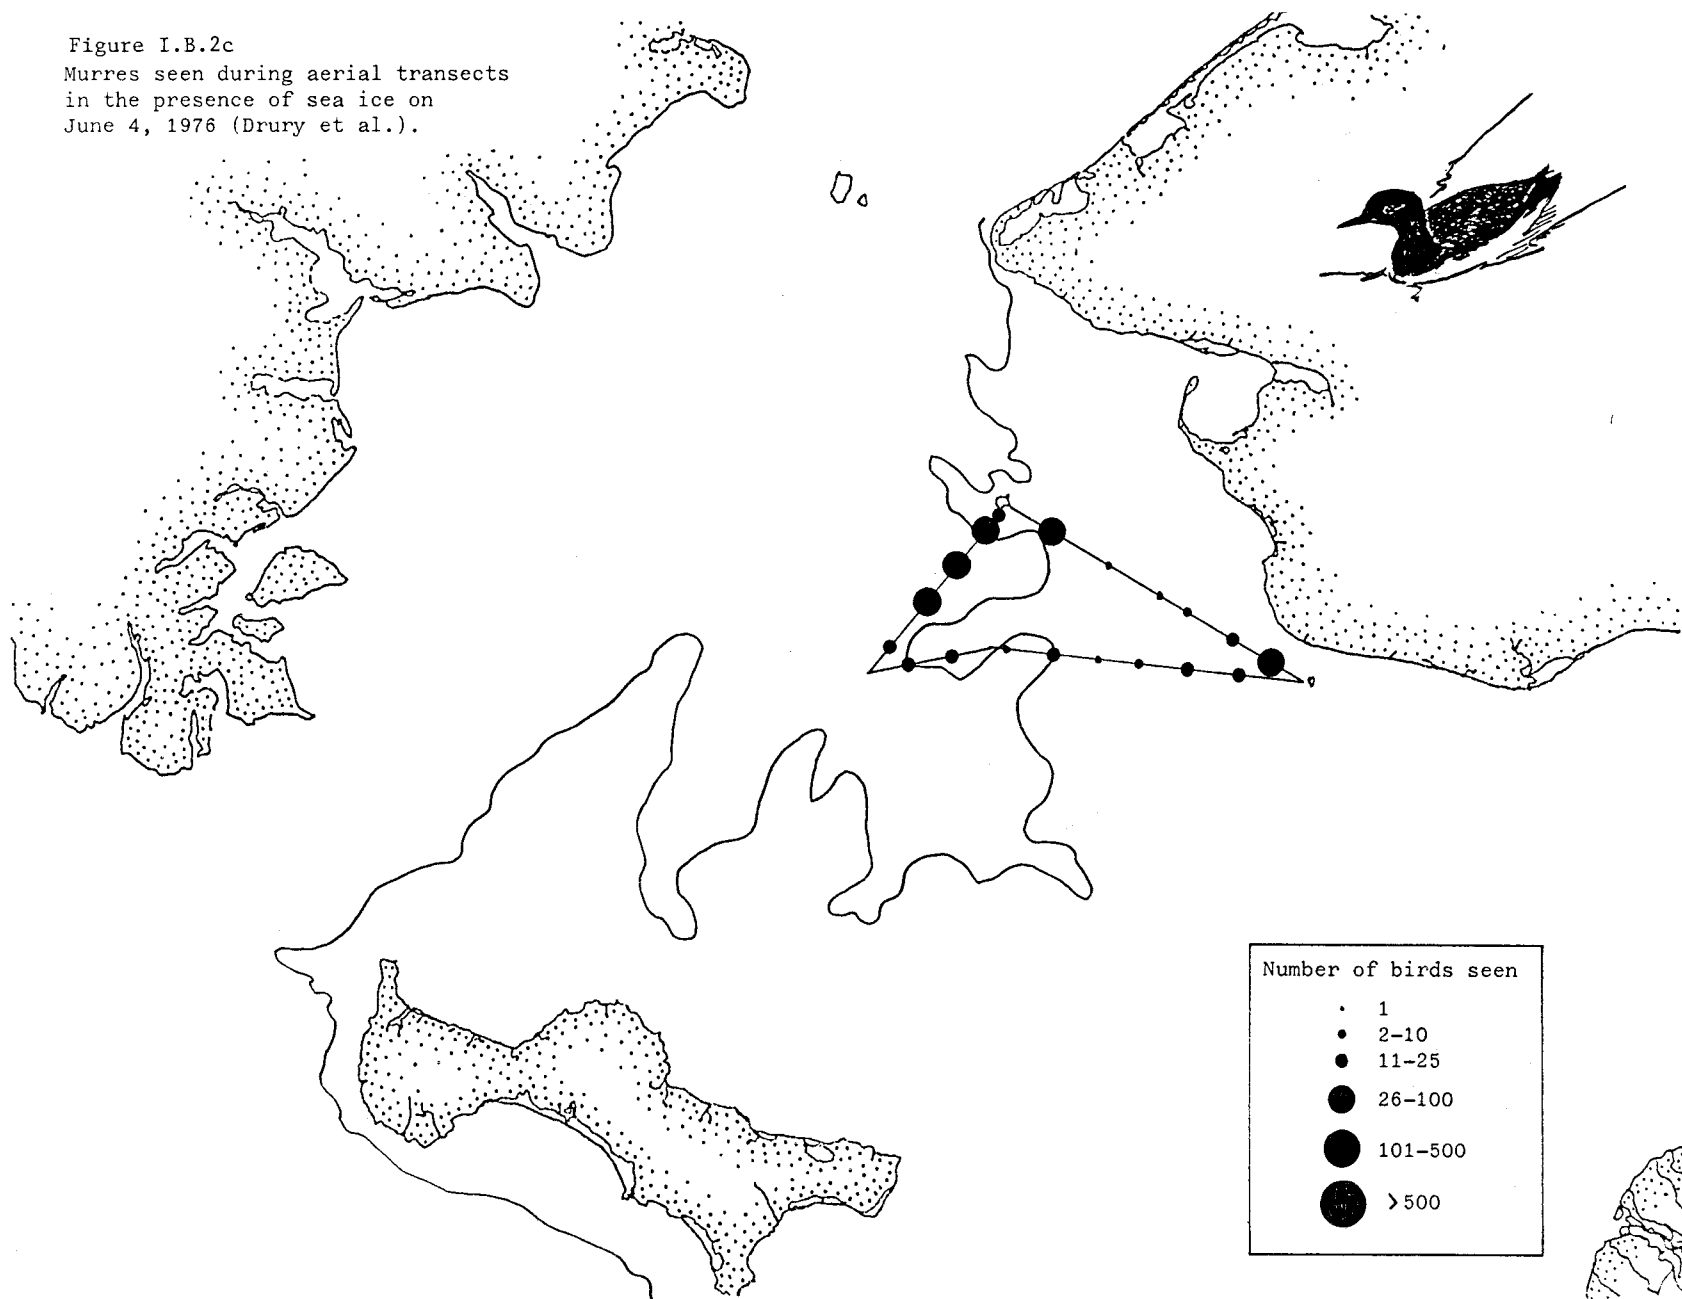 Figure I.B.2c
Murres seen during aerial transects
in the presence of sea ice on
June 4, 1976 (Drury et al.).
Number of birds seen
1
2-10
11-25
26-100
101-500
>500